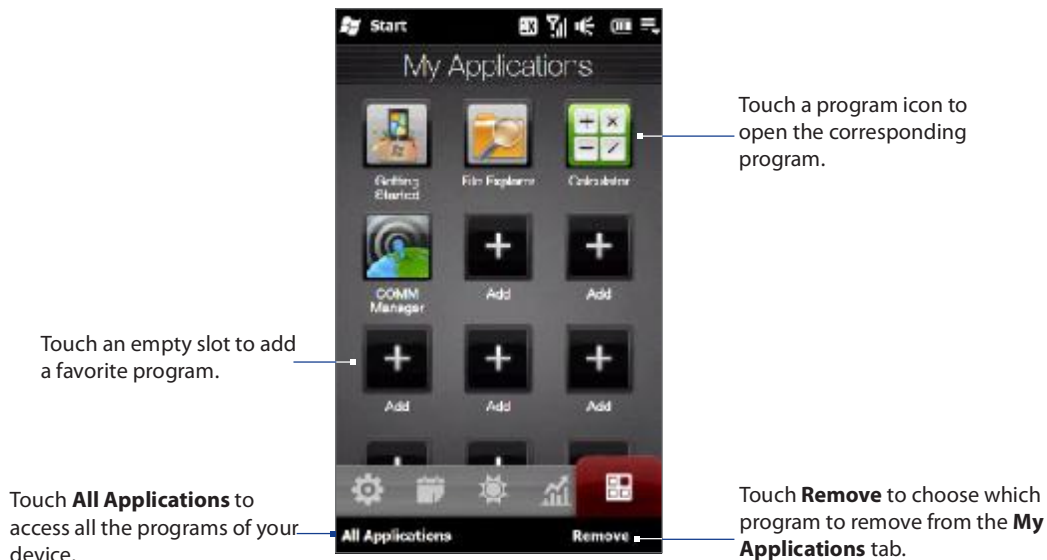 Start
My Applications
Getting Started
File Explorer
Calculator
COMM Manager
Add
Add
Add
Add
Add
All Applications
Remove
Touch a program icon to
open the corresponding
program.
Touch an empty slot to add
a favorite program.
Touch All Applications to
access all the programs of your
device.
Touch Remove to choose which
program to remove from the My
Applications tab.